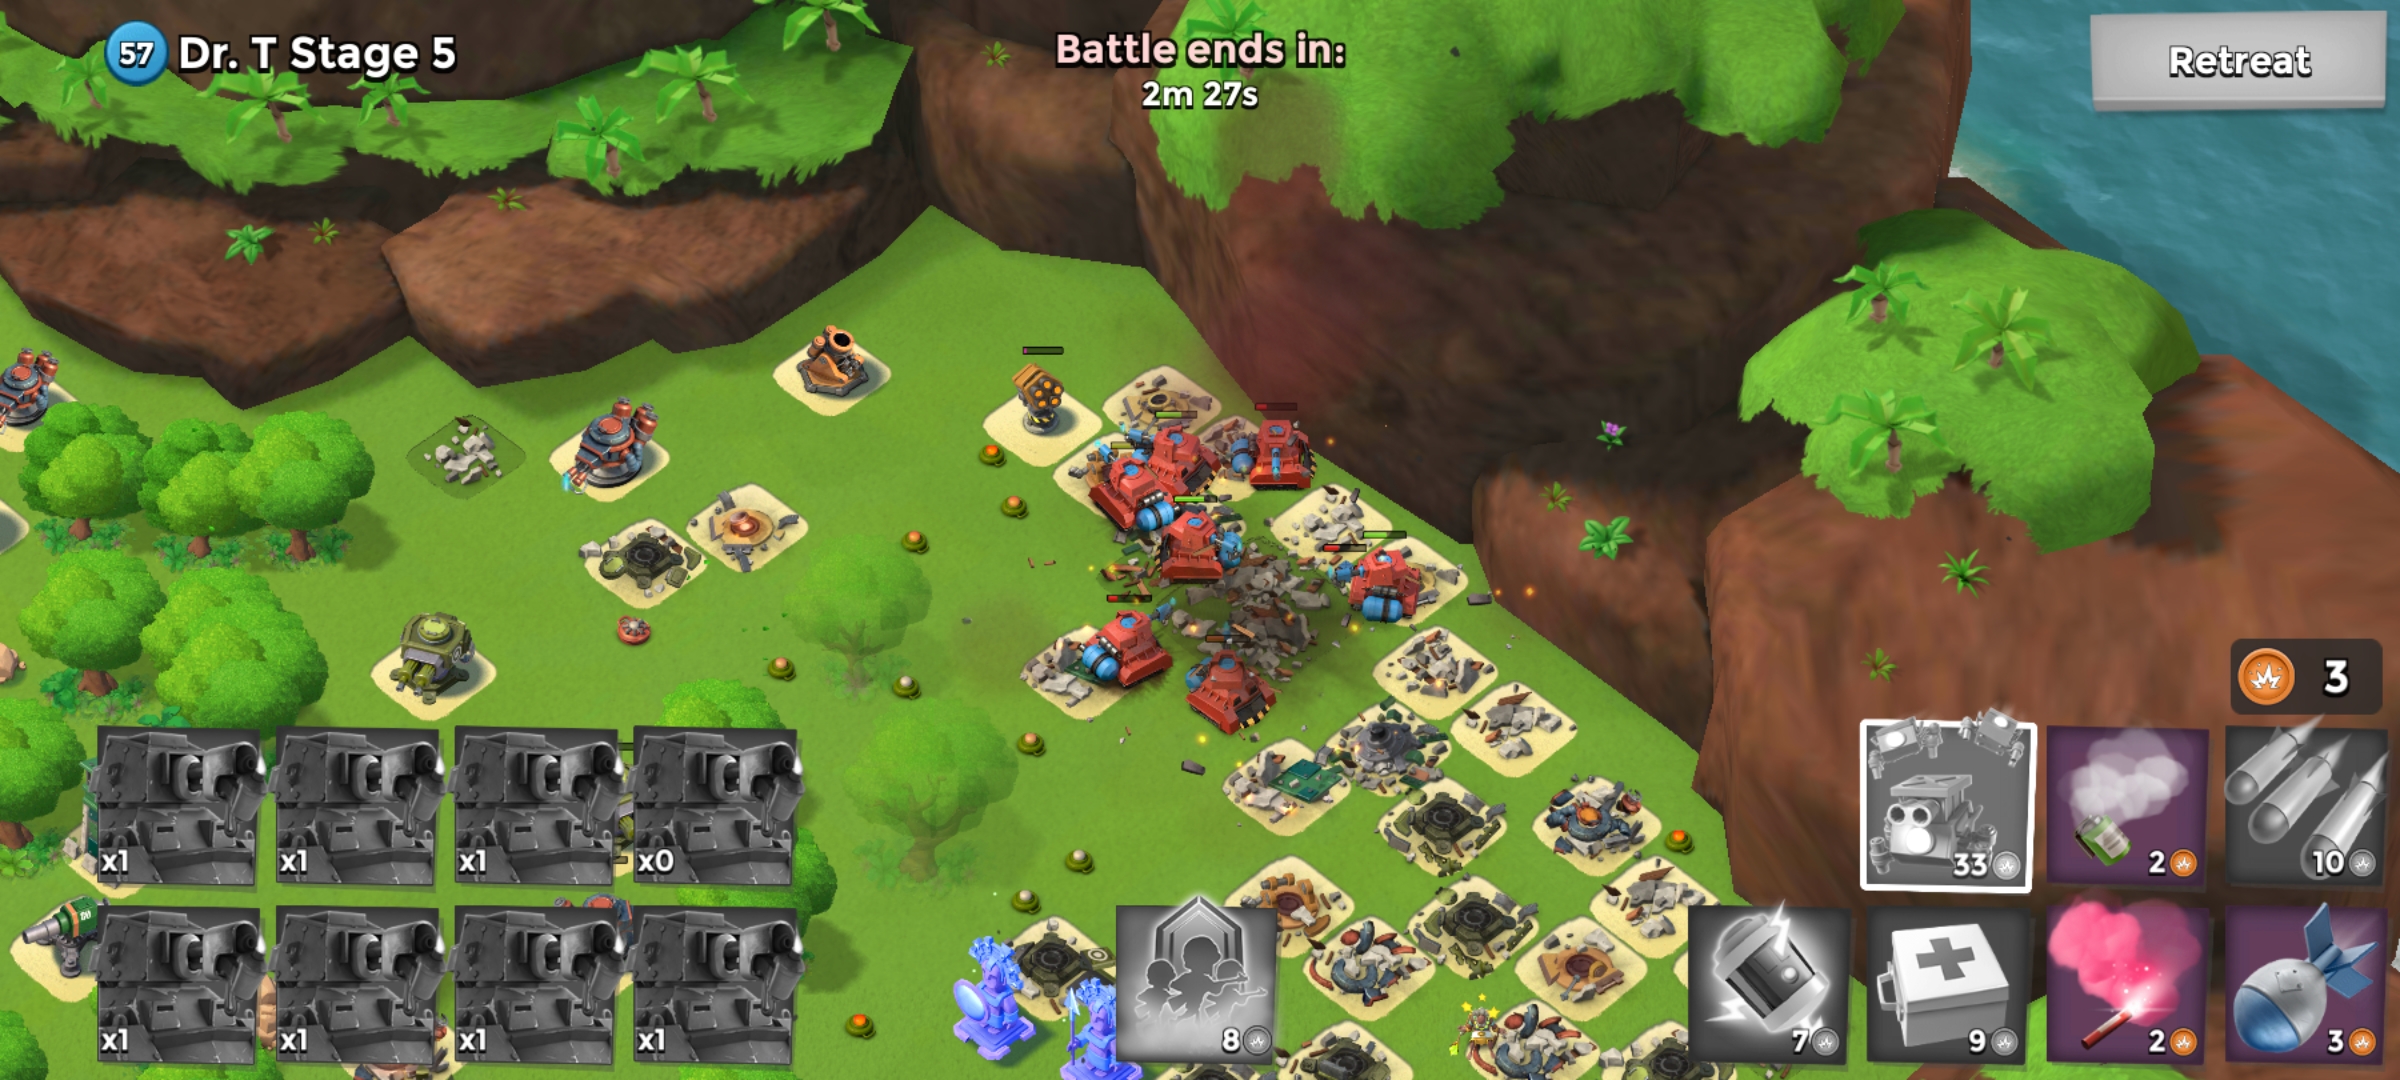 57 Dr. T Stage 5
Battle ends in:
2m 27s
Retreat
3
33
2
10
x1
x1
x1
x0
x1
x1
x1
x1
8
7
9
2
3